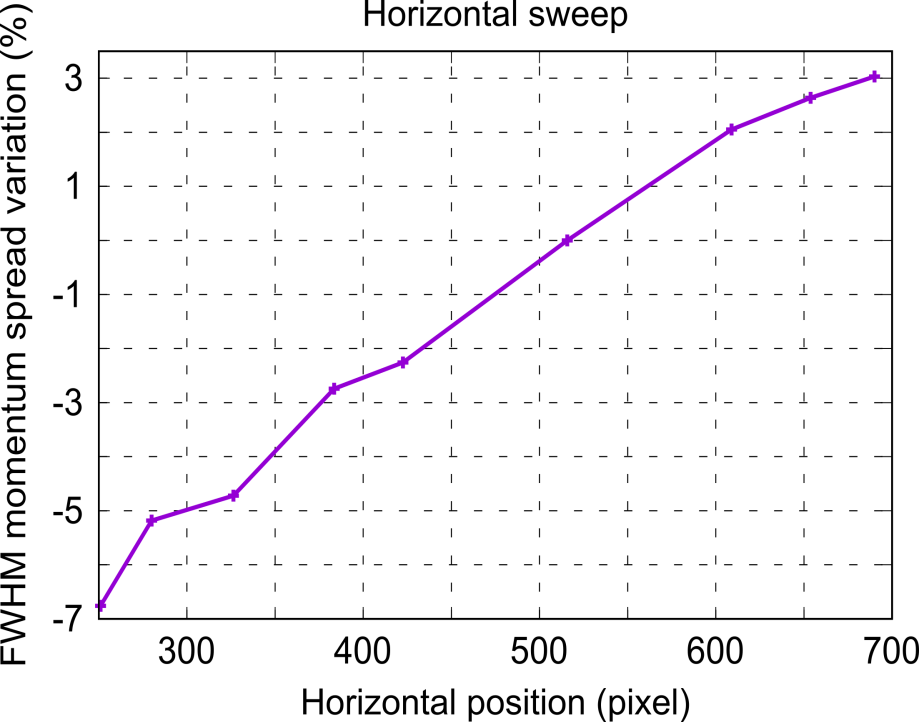 Horizontal sweep
FWHM momentum spread variation (%)
3
1
-1
-3
-5
-7
300 400 500 600 700
Horizontal position (pixel)